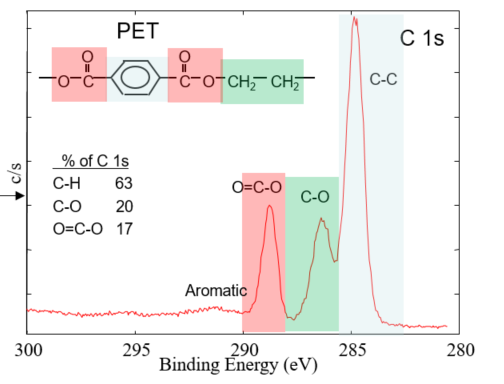 PET
C 1s
O
O
O
C
C
O
CH2
CH2
C-C
% of C 1s
C-H 63
C-O 20
O=C-O 17
O=C-O
C-O
c/s
Aromatic
300
295
290
285
280
Binding Energy (eV)